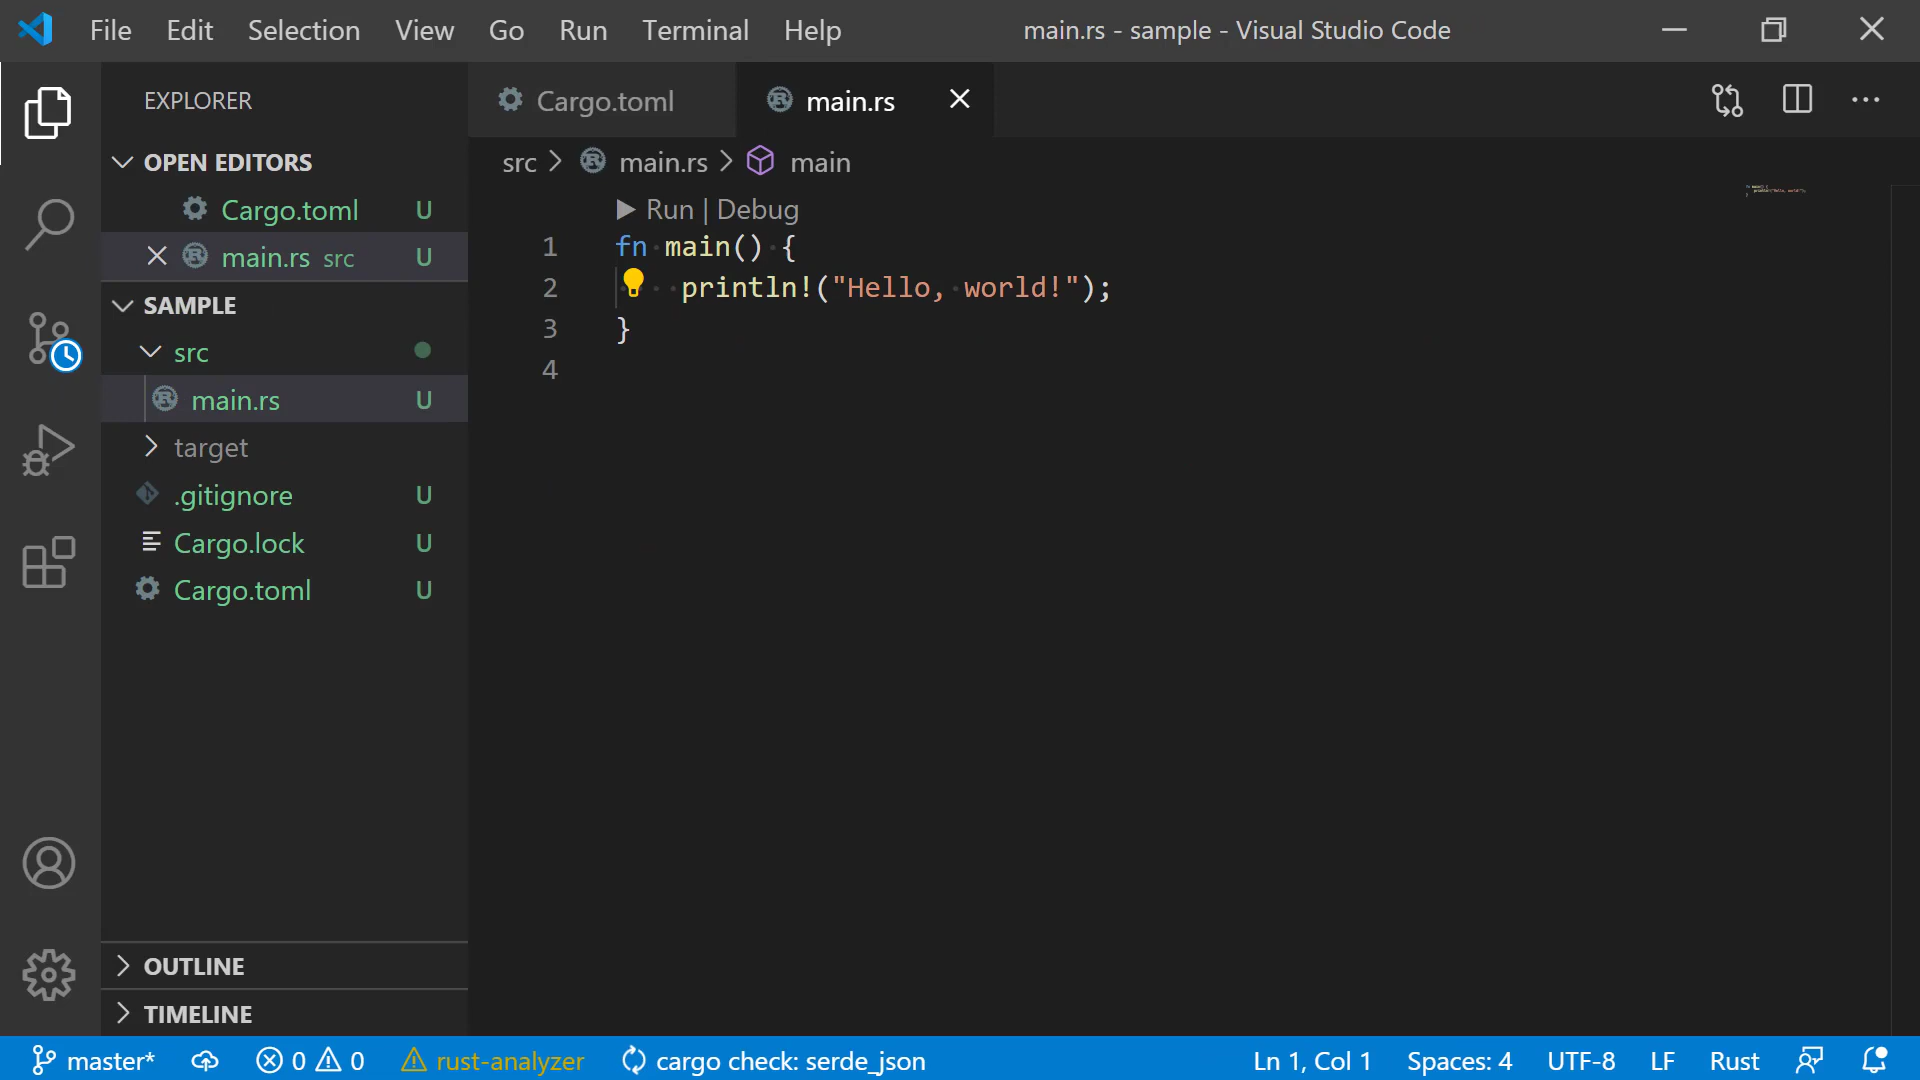 File Edit Selection View Go Run Terminal Help main.rs - sample - Visual Studio Code
EXPLORER
OPEN EDITORS
Cargo.toml U
main.rs src U
SAMPLE
src
main.rs U
target
.gitignore U
Cargo.lock U
Cargo.toml U
OUTLINE
TIMELINE
Cargo.toml main.rs
src > main.rs > main
Run | Debug
1 fn main() {
2 println!("Hello, world!");
3 }
4
master* 0 0 rust-analyzer cargo check: serde_json Ln 1, Col 1 Spaces: 4 UTF-8 LF Rust